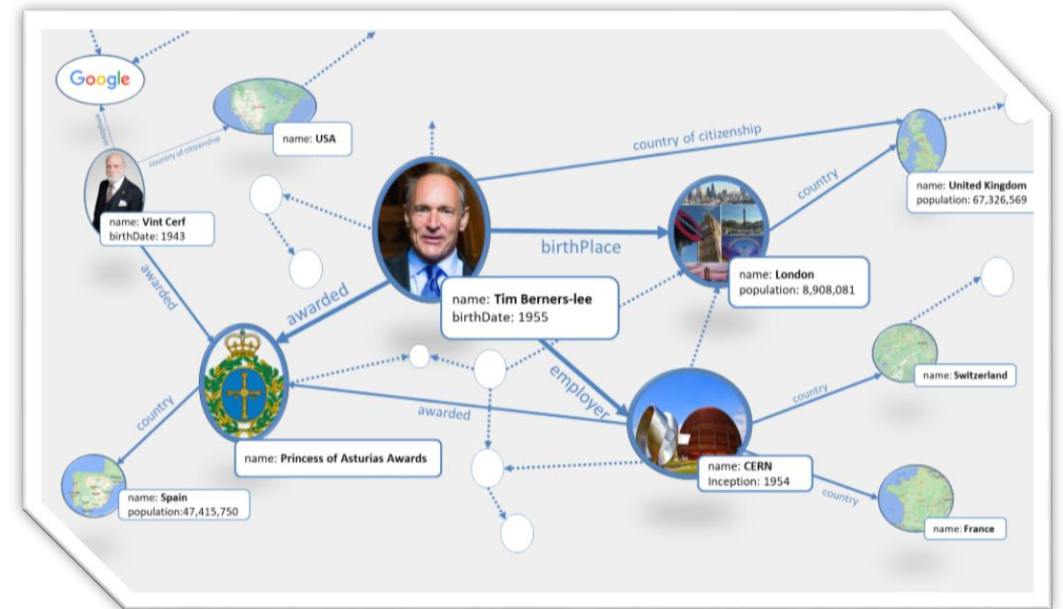 Google
employer
country of citizenship
name: USA
name: Vint Cerf
birthDate: 1943
awarded
country of citizenship
name: United Kingdom
population: 67,326,569
country
birthPlace
name: London
population: 8,908,081
name: Tim Berners-lee
birthDate: 1955
awarded
employer
name: Switzerland
country
awarded
name: CERN
Inception: 1954
country
name: France
name: Princess of Asturias Awards
country
name: Spain
population:47,415,750